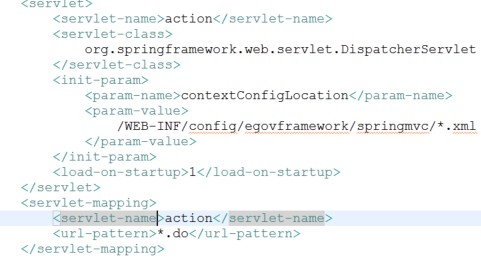 <servlet>
<servlet-name>action</servlet-name>
<servlet-class>
org.springframework.web.servlet.DispatcherServlet
</servlet-class>
<init-param>
<param-name>contextConfigLocation</param-name>
<param-value>
/WEB-INF/config/egovframework/springmvc/*.xml
</param-value>
</init-param>
<load-on-startup>1</load-on-startup>
</servlet>
<servlet-mapping>
<servlet-name>action</servlet-name>
<url-pattern>*.do</url-pattern>
</servlet-mapping>